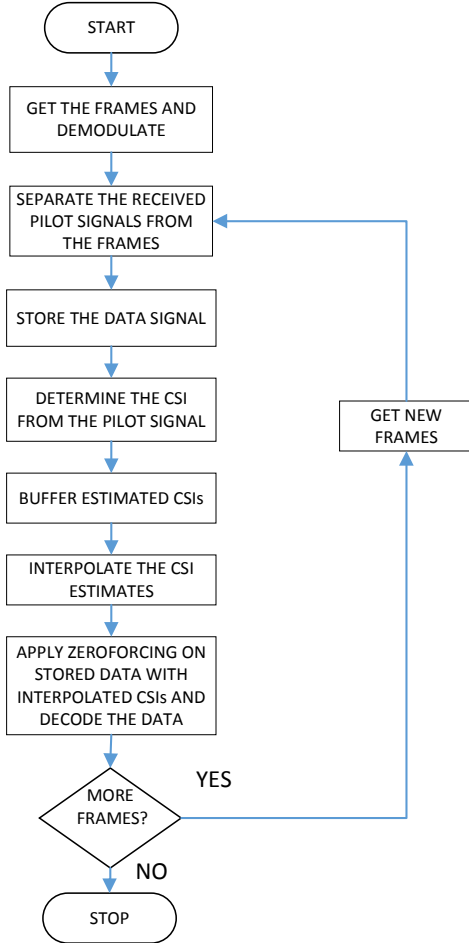 START
GET THE FRAMES AND
DEMODULATE
SEPARATE THE RECEIVED
PILOT SIGNALS FROM
THE FRAMES
STORE THE DATA SIGNAL
DETERMINE THE CSI
FROM THE PILOT SIGNAL
GET NEW
FRAMES
BUFFER ESTIMATED CSIs
INTERPOLATE THE CSI
ESTIMATES
APPLY ZEROFORCING ON
STORED DATA WITH
INTERPOLATED CSIs AND
DECODE THE DATA
YES
MORE
FRAMES?
NO
STOP